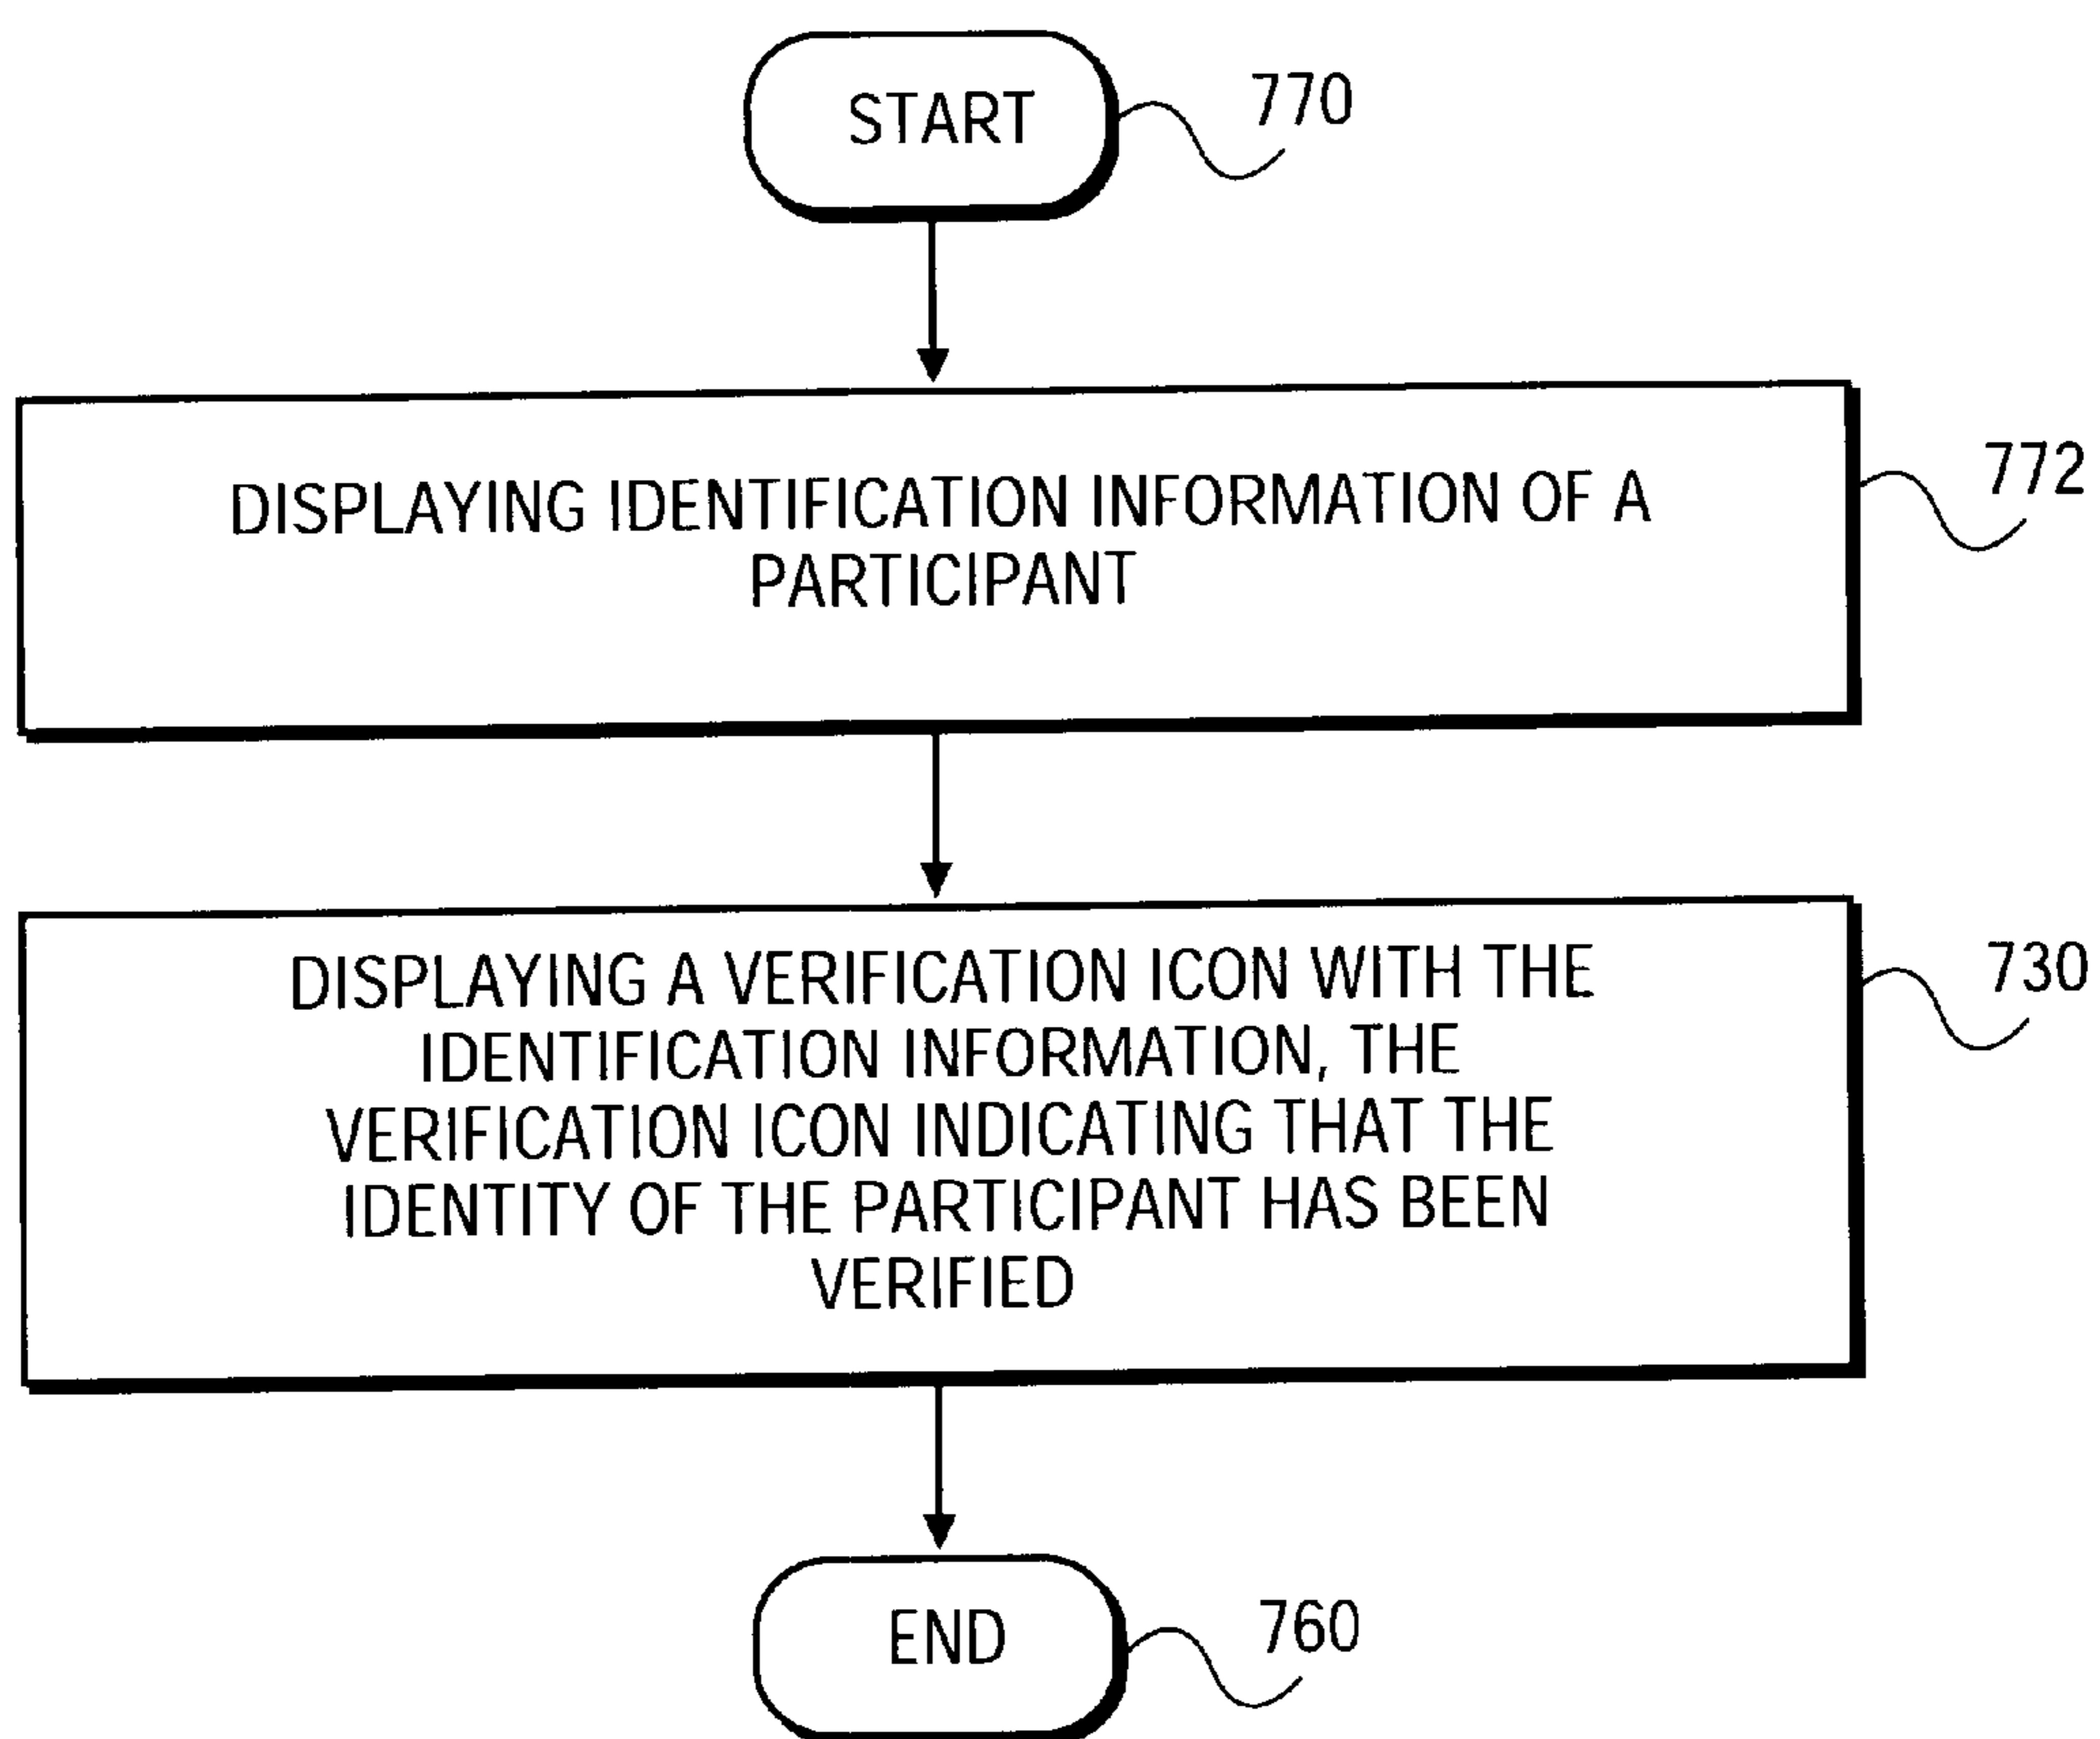 START
770
DISPLAYING IDENTIFICATION INFORMATION OF A
PARTICIPANT
772
DISPLAYING A VERIFICATION ICON WITH THE
IDENTIFICATION INFORMATION, THE
VERIFICATION ICON INDICATING THAT THE
IDENTITY OF THE PARTICIPANT HAS BEEN
VERIFIED
730
END
760